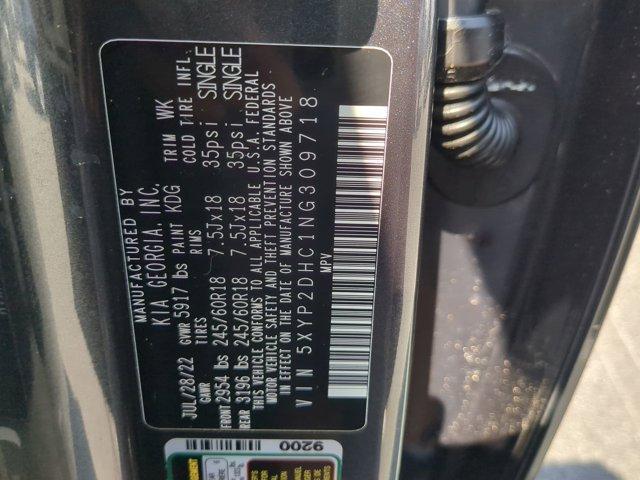 MANUFACTURED BY
KIA GEORGIA, INC.
JUL/28/22 GVWR 5917 lbs PAINT KDG TRIM WK
GAWR TIRES RIMS COLD TIRE INFL.
FRONT 2954 lbs 245/60R18 7.5Jx18 35psi SINGLE
REAR 3196 lbs 245/60R18 7.5Jx18 35psi SINGLE
THIS VEHICLE CONFORMS TO ALL APPLICABLE U.S.A. FEDERAL
MOTOR VEHICLE SAFETY AND THEFT PREVENTION STANDARDS
IN EFFECT ON THE DATE OF MANUFACTURE SHOWN ABOVE
VIN 5XYP2DHC1NG309718
MPV
9200